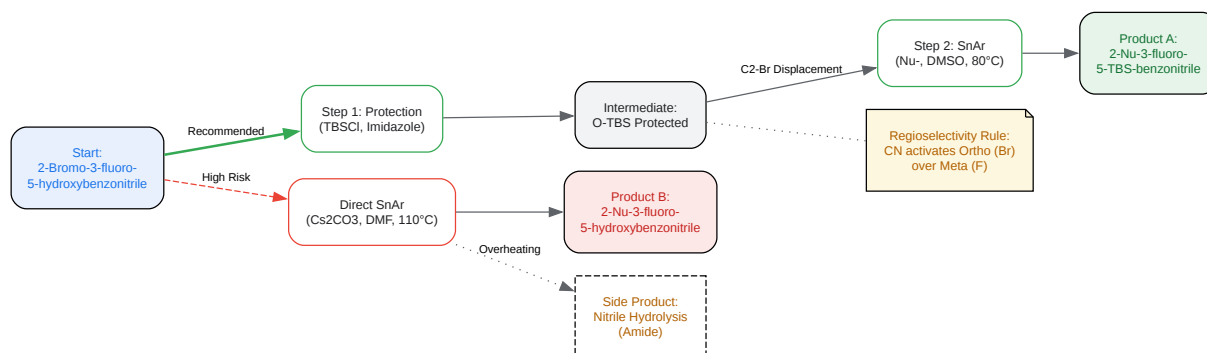 Start:
2-Bromo-3-fluoro-
5-hydroxybenzonitrile
Recommended
High Risk
Step 1: Protection
(TBSCl, Imidazole)
Direct SnAr
(Cs2CO3, DMF, 110°C)
Overheating
Intermediate:
O-TBS Protected
Product B:
2-Nu-3-fluoro-
5-hydroxybenzonitrile
Side Product:
Nitrile Hydrolysis
(Amide)
C2-Br Displacement
Step 2: SnAr
(Nu-, DMSO, 80°C)
Regioselectivity Rule:
CN activates Ortho (Br)
over Meta (F)
Product A:
2-Nu-3-fluoro-
5-TBS-benzonitrile